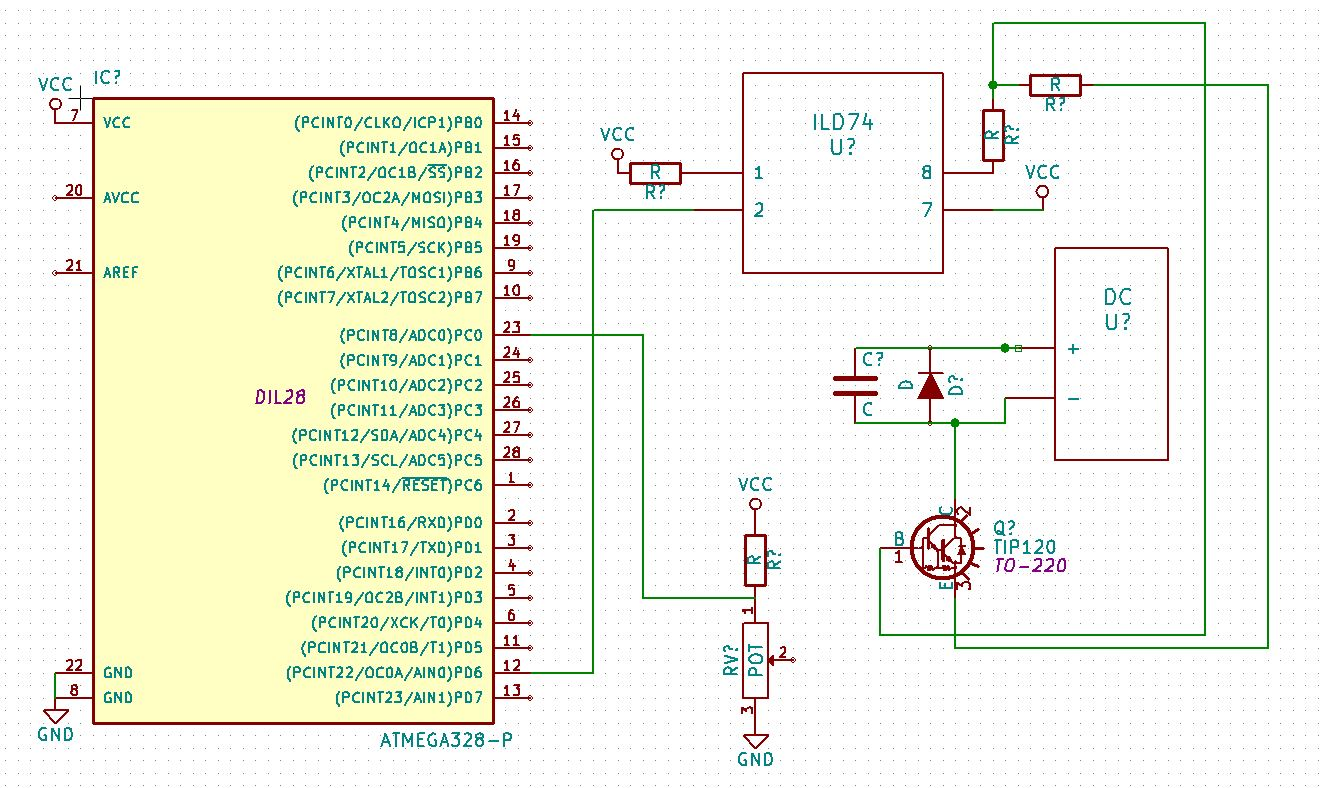 VCC
IC?
7
VCC
20
AVCC
21
AREF
22
GND
8
GND
GND
DIL28
(PCINT0/CLKO/ICP1)PB0 14
(PCINT1/OC1A)PB1 15
(PCINT2/OC1B/SS)PB2 16
(PCINT3/OC2A/MOSI)PB3 17
(PCINT4/MISO)PB4 18
(PCINT5/SCK)PB5 19
(PCINT6/XTAL1/TOSC1)PB6 9
(PCINT7/XTAL2/TOSC2)PB7 10
(PCINT8/ADC0)PC0 23
(PCINT9/ADC1)PC1 24
(PCINT10/ADC2)PC2 25
(PCINT11/ADC3)PC3 26
(PCINT12/SDA/ADC4)PC4 27
(PCINT13/SCL/ADC5)PC5 28
(PCINT14/RESET)PC6 1
(PCINT16/RXD)PD0 2
(PCINT17/TXD)PD1 3
(PCINT18/INT0)PD2 4
(PCINT19/OC2B/INT1)PD3 5
(PCINT20/XCK/T0)PD4 6
(PCINT21/OC0B/T1)PD5 11
(PCINT22/OC0A/AIN0)PD6 12
(PCINT23/AIN1)PD7 13
ATMEGA328-P
VCC
R
R?
ILD74
U?
1
2
8
7
R
R?
R
R?
VCC
DC
U?
+
-
C?
C
D
D?
VCC
R
R?
1
RV?
POT
2
3
GND
C
2
B
1
E
3
Q?
TIP120
TO-220